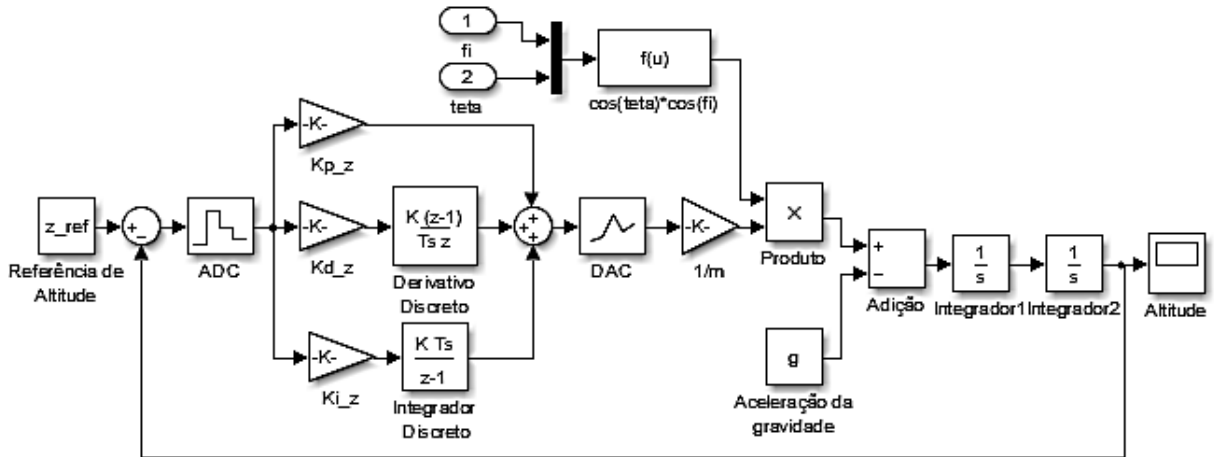 1
fi
2
teta
f(u)
cos(teta)*cos(fi)
-K-
Kp_z
z_ref
Referência de
Altitude
+
−
ADC
-K-
Kd_z
K (z-1)
Ts z
Derivativo
Discreto
+
+
+
DAC
-K-
1/m
×
Produto
+
−
Adição
1
s
Integrador1
1
s
Integrador2
Altitude
-K-
Ki_z
K Ts
z-1
Integrador
Discreto
g
Aceleração da
gravidade